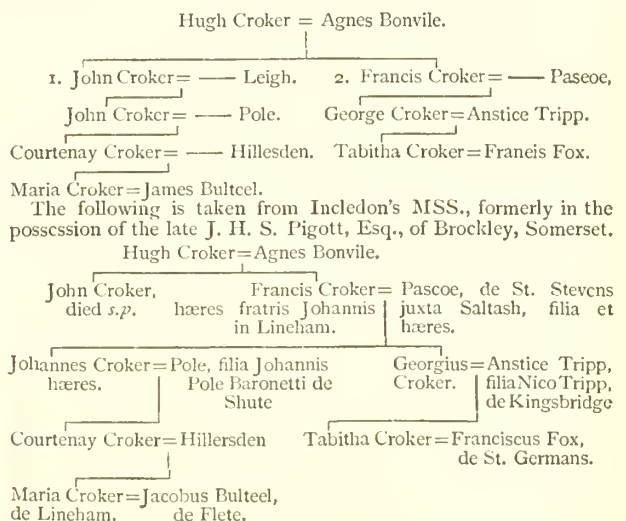 Hugh Croker = Agnes Bonvile.
1. John Croker= —— Leigh. 2. Francis Croker= —— Paseoe,
John Croker= —— Pole. George Croker=Anstice Tripp.
Courtenay Croker= —— Hillesden. Tabitha Croker=Franeis Fox.
Maria Croker=James Bultcel.
The following is taken from Incledon's MSS., formerly in the
possession of the late J. H. S. Pigott, Esq., of Brockley, Somerset.
Hugh Croker=Agnes Bonvile.
John Croker, Francis Croker= Pascoe, de St. Stevens
died s.p. hæres fratris Johannis juxta Saltash, filia et
in Lineham. hæres.
Johannes Croker=Pole, filia Johannis Georgius=Anstice Tripp,
hæres. Pole Baronetti de Croker. filia Nico Tripp,
Shute de Kingsbridge
Courtenay Croker=Hillersden Tabitha Croker=Franciscus Fox,
de St. Germans.
Maria Croker=Jacobus Bulteel,
de Lineham. de Flete.